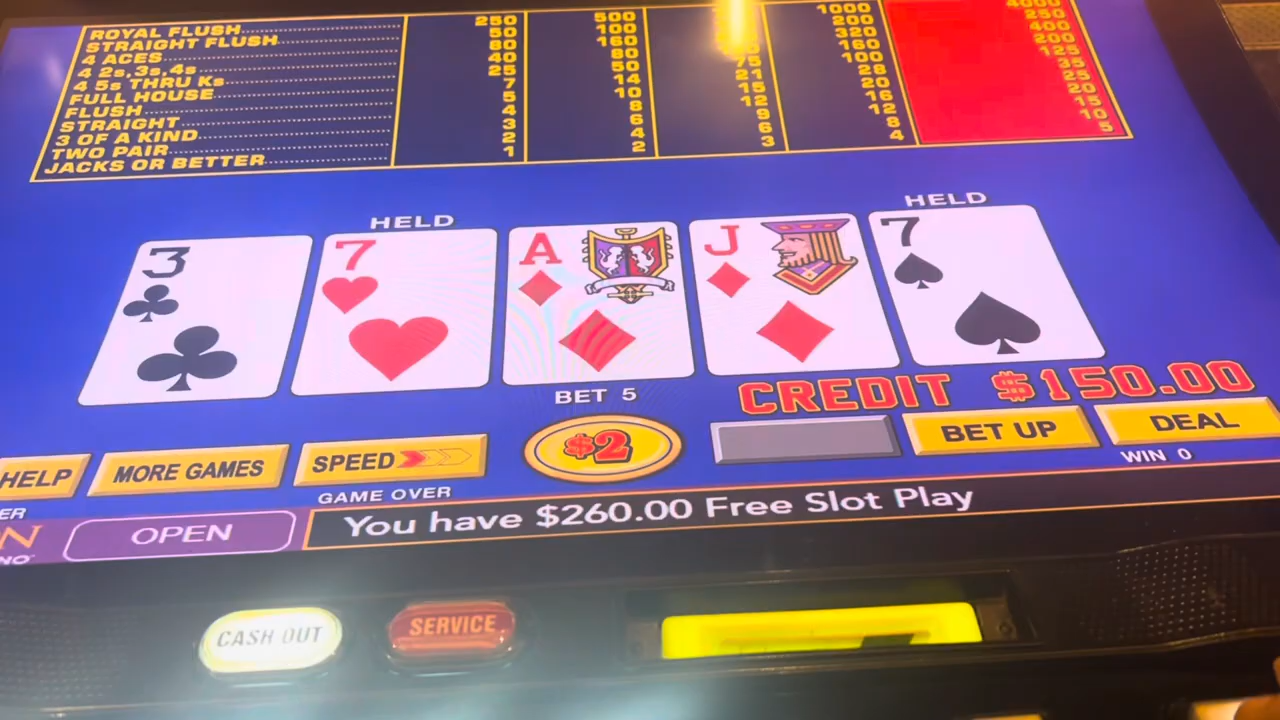 ROYAL FLUSH 250 500 1000 4000
STRAIGHT FLUSH 50 100 200 250
4 ACES 80 160 320 400
4 2s,3s,4s 40 80 160 200
4 5s THRU Ks 25 50 75 100 125
FULL HOUSE 7 14 21 28 35
FLUSH 5 10 15 20 25
STRAIGHT 4 8 12 16 20
3 OF A KIND 3 6 9 12 15
TWO PAIR 2 4 6 8 10
JACKS OR BETTER 1 2 3 4 5
HELD HELD
3 7 A J 7
BET 5 CREDIT $150.00
HELP MORE GAMES SPEED $2 BET UP DEAL
GAME OVER WIN 0
OPEN You have $260.00 Free Slot Play
CASH OUT SERVICE